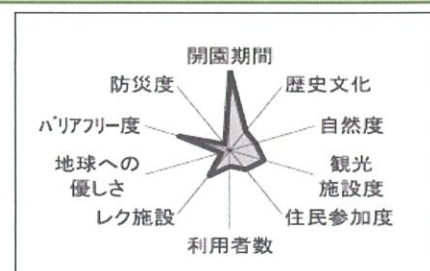 開園期間
防災度
歴史文化
バリアフリー度
自然度
地球への
優しさ
観光
施設度
レク施設
住民参加度
利用者数